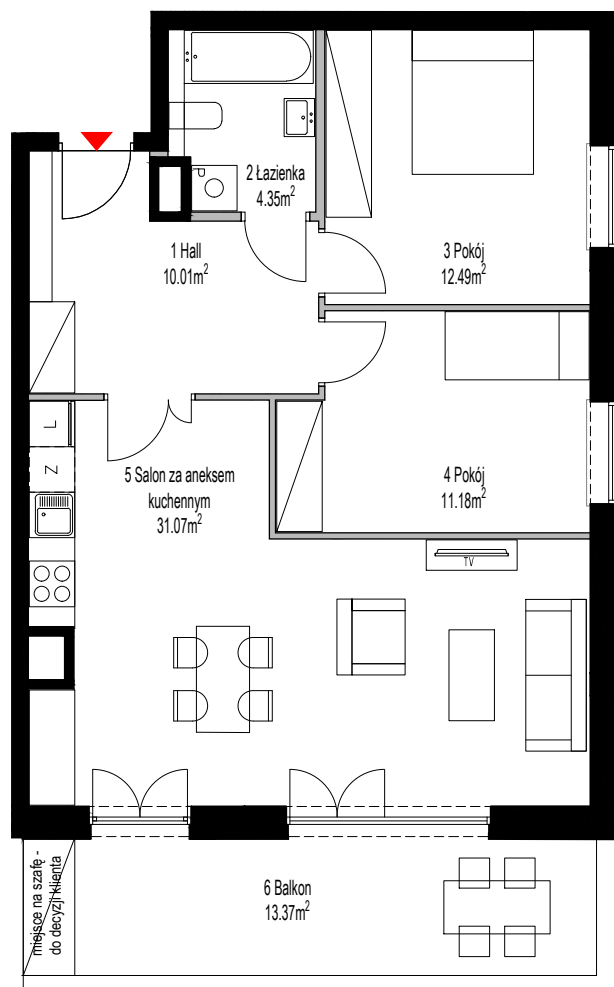 2 Łazienka
4.35m²
1 Hall
10.01m²
3 Pokój
12.49m²
P
L
Z
5 Salon za aneksem
kuchennym
31.07m²
4 Pokój
11.18m²
TV
miejsce na szafę -
do decyzji klienta
6 Balkon
13.37m²